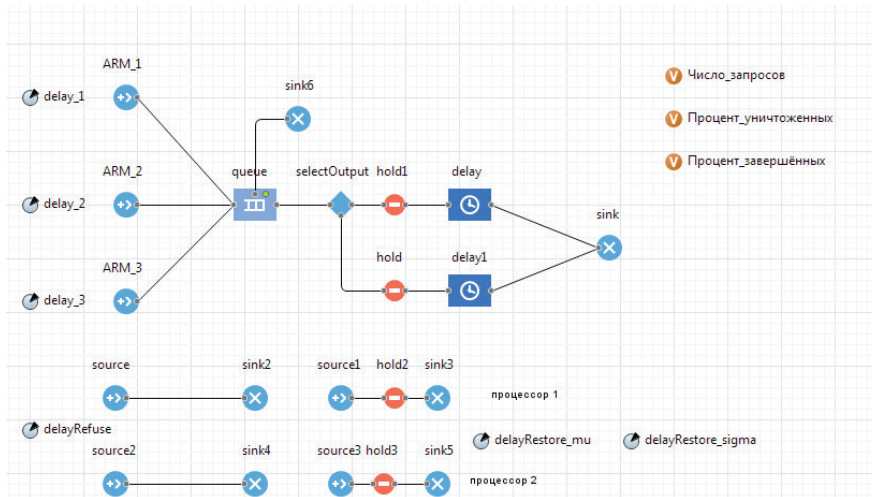 ARM_1
sink6
Число_запросов
delay_1
Процент_уничтоженных
ARM_2
queue
selectOutput
hold1
delay
Процент_завершённых
delay_2
sink
ARM_3
hold
delay1
delay_3
source
sink2
source1
hold2
sink3
процессор 1
delayRefuse
delayRestore_mu
delayRestore_sigma
source2
sink4
source3
hold3
sink5
процессор 2